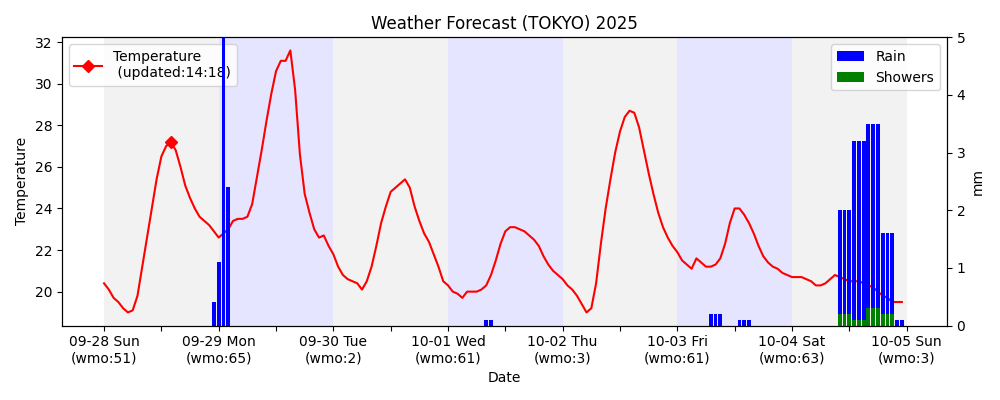 Weather Forecast (TOKYO) 2025
Temperature
(updated:14:18)
Rain
Showers
32
30
28
26
24
22
20
Temperature
5
4
3
2
1
0
mm
09-28 Sun 09-29 Mon 09-30 Tue 10-01 Wed 10-02 Thu 10-03 Fri 10-04 Sat 10-05 Sun
(wmo:51) (wmo:65) (wmo:2) (wmo:61) (wmo:3) (wmo:61) (wmo:63) (wmo:3)
Date